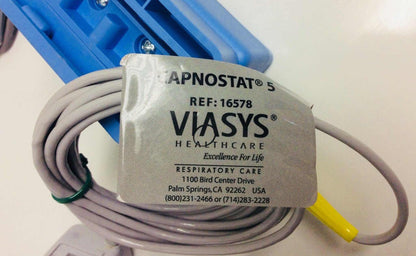 CAPNOSTAT® 5
REF: 16578
VIASYS®
HEALTHCARE
Excellence For Life
RESPIRATORY CARE
1100 Bird Center Drive
Palm Springs, CA 92262 USA
(800)231-2466 or (714)283-2228